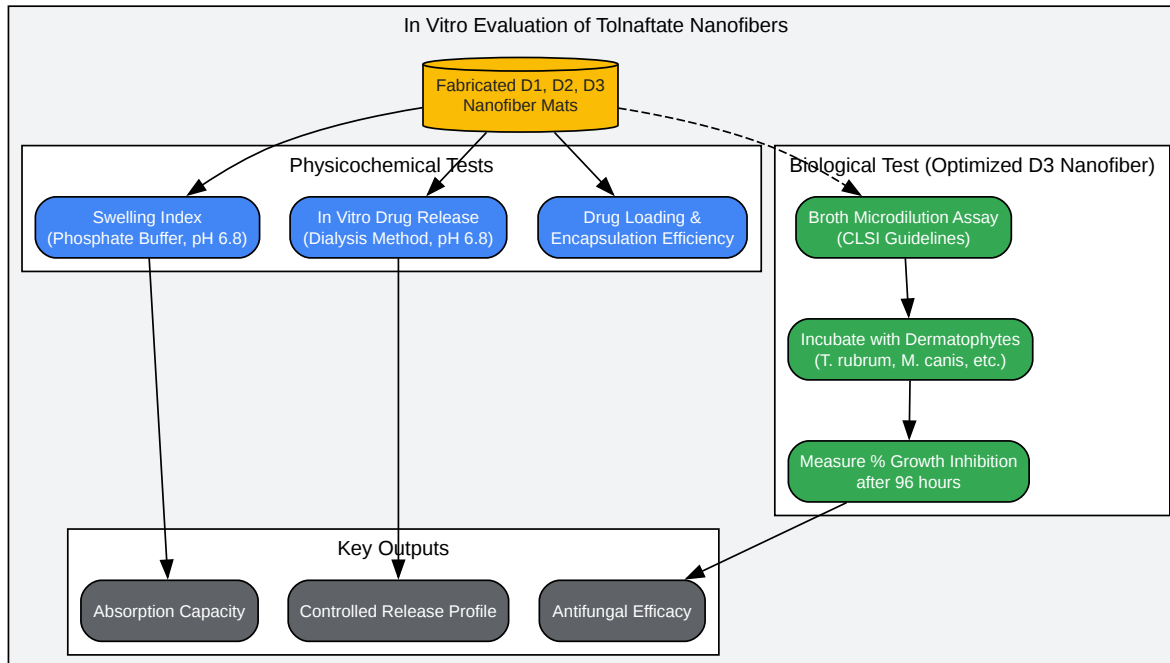 In Vitro Evaluation of Tolnaftate Nanofibers
Fabricated D1, D2, D3
Nanofiber Mats
Physicochemical Tests
Swelling Index
(Phosphate Buffer, pH 6.8)
In Vitro Drug Release
(Dialysis Method, pH 6.8)
Drug Loading &
Encapsulation Efficiency
Biological Test (Optimized D3 Nanofiber)
Broth Microdilution Assay
(CLSI Guidelines)
Incubate with Dermatophytes
(T. rubrum, M. canis, etc.)
Measure % Growth Inhibition
after 96 hours
Key Outputs
Absorption Capacity
Controlled Release Profile
Antifungal Efficacy